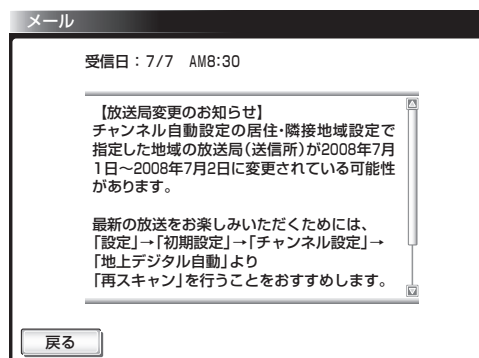 メール
受信日：7/7 AM8:30
【放送局変更のお知らせ】
チャンネル自動設定の居住・隣接地域設定で
指定した地域の放送局（送信所）が2008年7月
1日～2008年7月2日に変更されている可能性
があります。
最新の放送をお楽しみいただくためには、
「設定」→「初期設定」→「チャンネル設定」→
「地上デジタル自動」より
「再スキャン」を行うことをおすすめします。
戻る